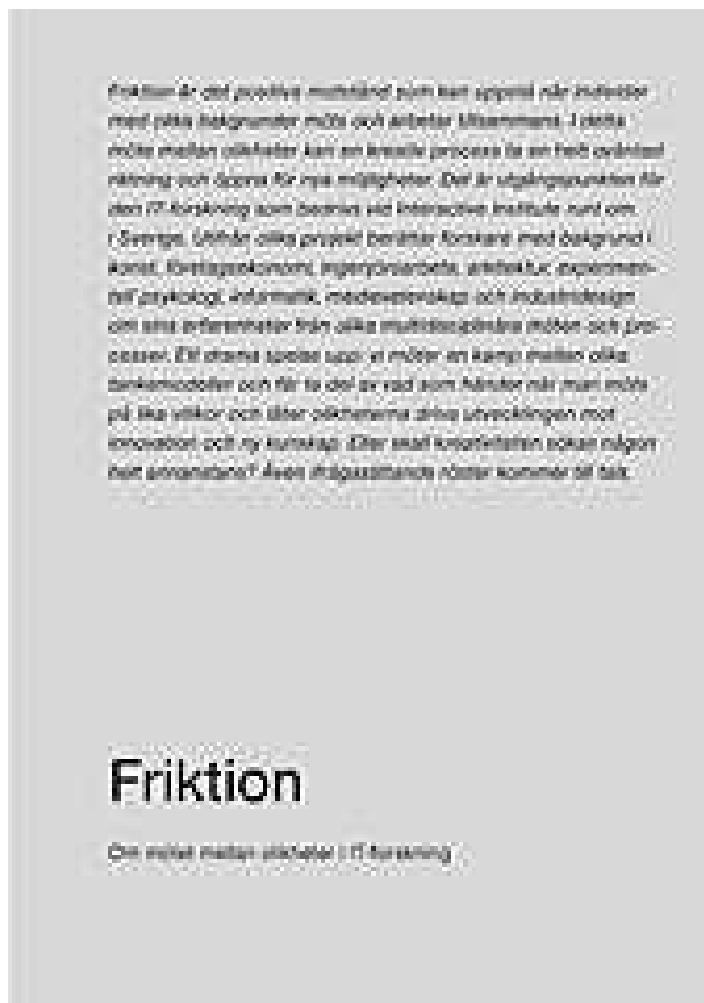 Friktion är det positiva motstånd som kan uppstå när individer
med olika bakgrunder möts och arbetar tillsammans. I detta
möte mellan olikheter kan en kreativ process ta en helt oväntad
riktning och öppna för nya möjligheter. Det är utgångspunkten för
den IT-forskning som bedrivs vid Interactive Institute runt om
i Sverige. Utifrån olika projekt berättar forskare med bakgrund i
konst, företagsekonomi, ingenjörsarbete, arkitektur, experimen-
tell psykologi, informatik, medievetenskap och industridesign
om sina erfarenheter från olika multidisciplinära möten och pro-
cesser. Ett drama spelas upp: vi möter en kamp mellan olika
tankemodeller och får ta del av vad som händer när man möts
på lika villkor och låter olikheterna driva utvecklingen mot
innovation och ny kunskap. Eller skall kreativiteten sökas någon
helt annanstans? Även ifrågasättande röster kommer till tals.
Friktion
Om mötet mellan olikheter i IT-forskning